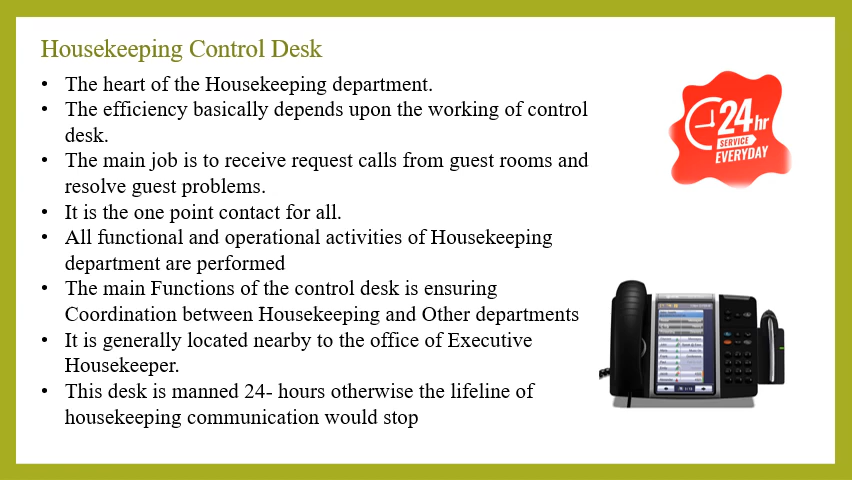 Housekeeping Control Desk
• The heart of the Housekeeping department.
• The efficiency basically depends upon the working of control
desk.
• The main job is to receive request calls from guest rooms and
resolve guest problems.
• It is the one point contact for all.
• All functional and operational activities of Housekeeping
department are performed
• The main Functions of the control desk is ensuring
Coordination between Housekeeping and Other departments
• It is generally located nearby to the office of Executive
Housekeeper.
• This desk is manned 24- hours otherwise the lifeline of
housekeeping communication would stop
24hr
SERVICE
EVERYDAY